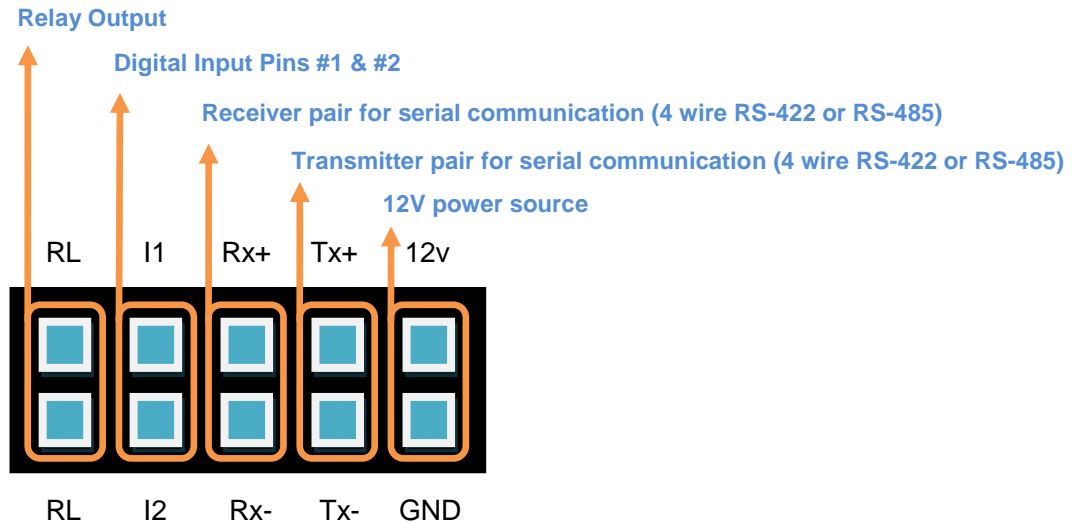 Relay Output
Digital Input Pins #1 & #2
Receiver pair for serial communication (4 wire RS-422 or RS-485)
Transmitter pair for serial communication (4 wire RS-422 or RS-485)
12V power source
RL I1 Rx+ Tx+ 12v
RL I2 Rx- Tx- GND